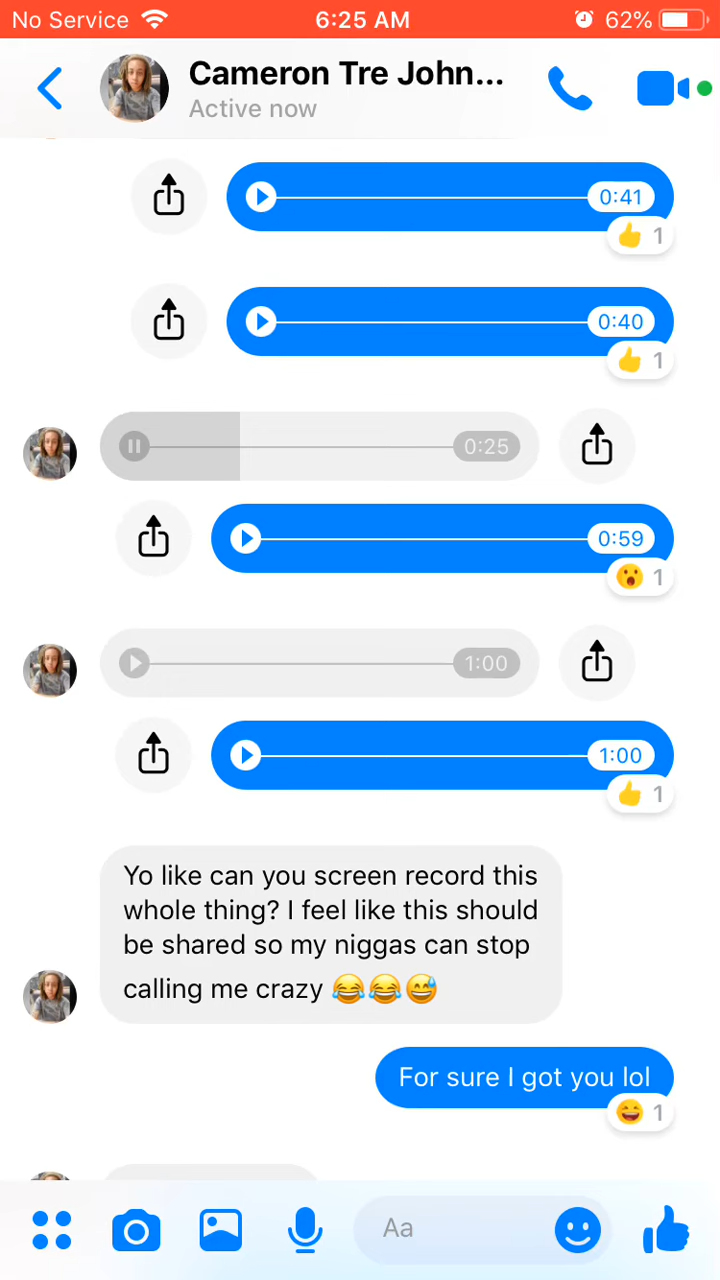 No Service 6:25 AM 62%
Cameron Tre John...
Active now
0:41
1
0:40
1
0:25
0:59
1
1:00
1:00
1
Yo like can you screen record this
whole thing? I feel like this should
be shared so my niggas can stop
calling me crazy 😂😂😅
For sure I got you lol
1
Aa